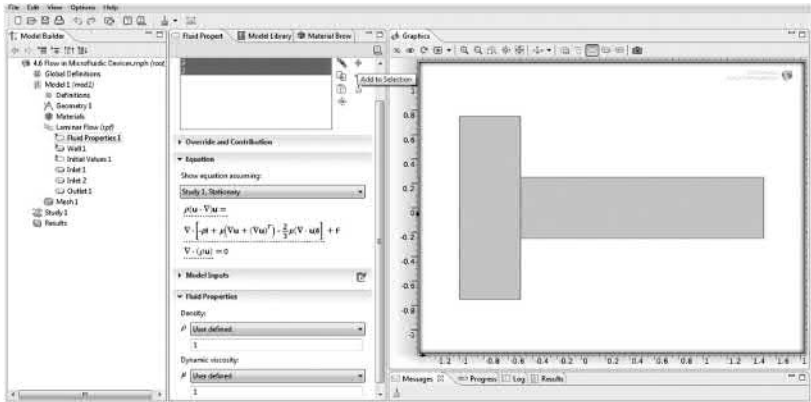 File Edit View Options Help
Model Builder
4.6 Flow in Microfluidic Devices.mph (root
Global Definitions
Model 1 (mod1)
Definitions
Geometry 1
Materials
Laminar Flow (spf)
Fluid Properties 1
Wall 1
Initial Values 1
Inlet 1
Inlet 2
Outlet 1
Mesh 1
Study 1
Results
Fluid Propert
Model Library
Material Brow
Add to Selection
Override and Contribution
Equation
Show equation assuming:
Study 1, Stationary
ρ(u · ∇)u =
∇ · [-pI + μ(∇u + (∇u)ᵀ) - 2/3 μ(∇ · u)I] + F
∇ · (ρu) = 0
Model Inputs
Fluid Properties
Density:
ρ User defined
1
Dynamic viscosity:
μ User defined
1
Graphics
0.8
0.6
0.4
0.2
0
-0.2
-0.4
-0.6
-0.8
-1
-1.2 -1 -0.8 -0.6 -0.4 -0.2 0 0.2 0.4 0.6 0.8 1 1.2 1.4 1.6
Messages Progress Log Results